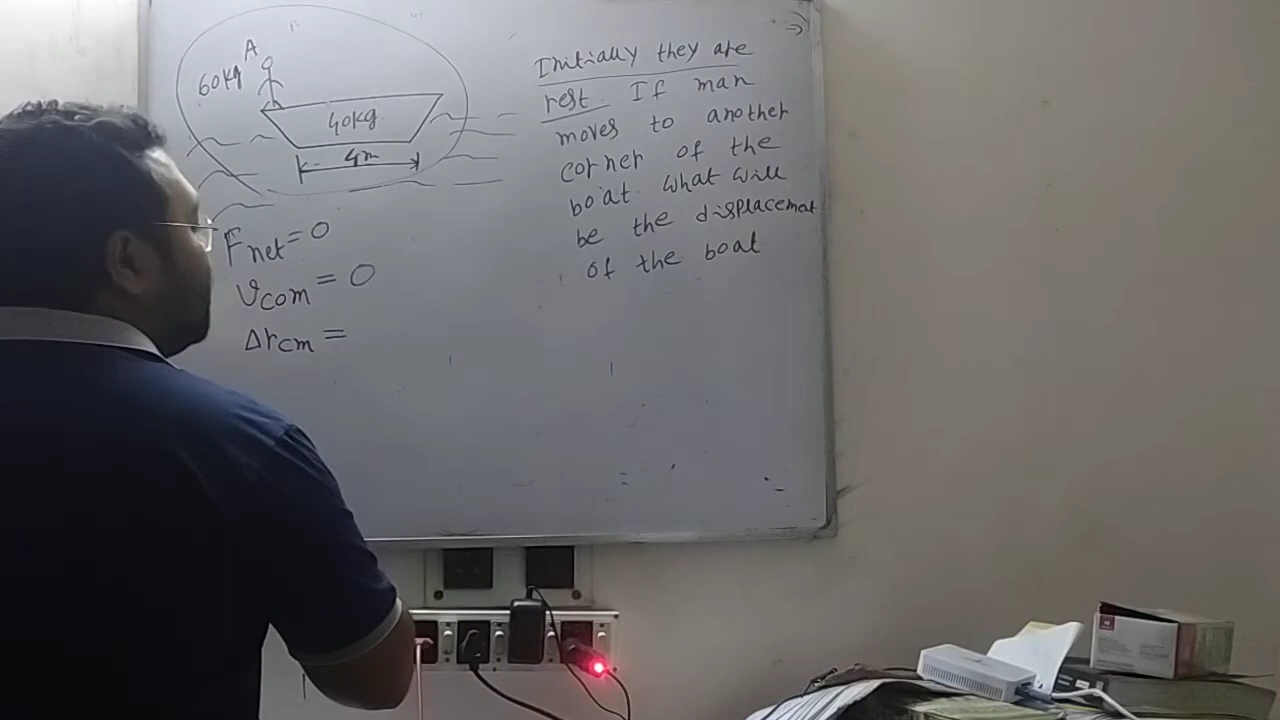 A
60kg
40kg
4m
Fnet = 0
vcom = 0
Δrcm =
Initially they are
rest. If man
moves to another
corner of the
boat. What will
be the displacement
of the boat